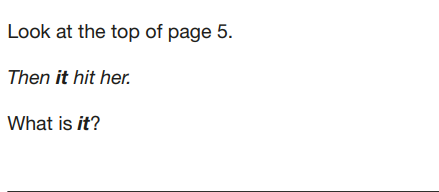 Look at the top of page 5.
Then it hit her.
What is it?